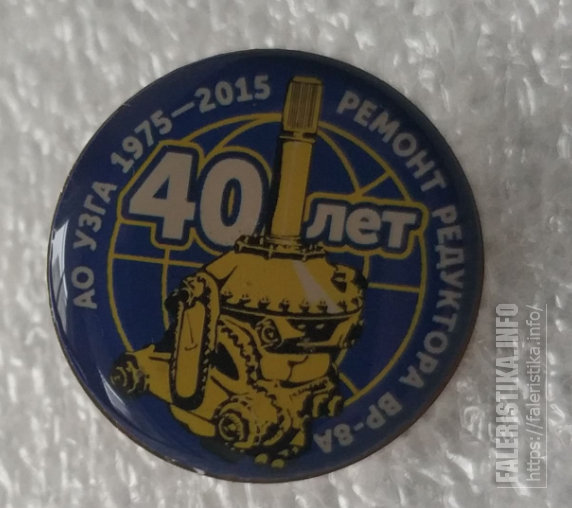 АО УЗГА 1975—2015 РЕМОНТ РЕДУКТОРА ВР-8А
40 лет
FALERISTIKA.INFO
https://faleristika.info/